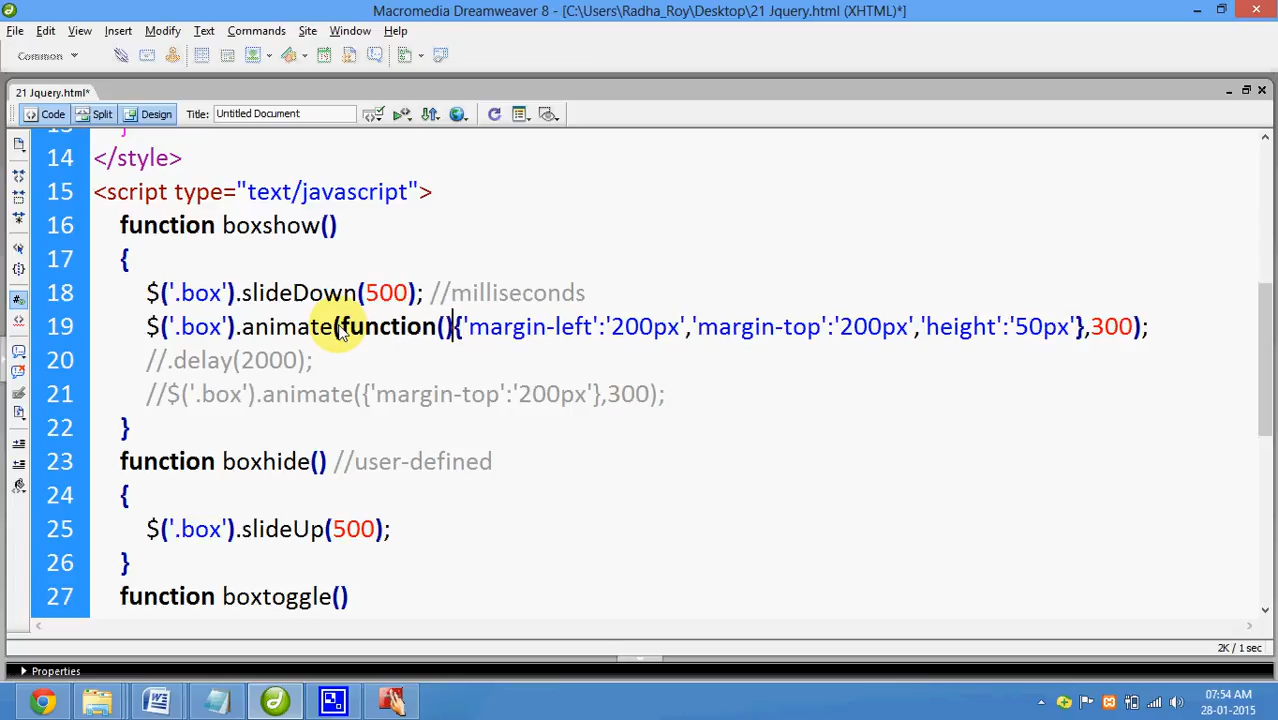 Macromedia Dreamweaver 8 - [C:\Users\Radha_Roy\Desktop\21 Jquery.html (XHTML)*]
File Edit View Insert Modify Text Commands Site Window Help
Common
21 Jquery.html*
Code Split Design Title: Untitled Document
13 }
14 </style>
15 <script type="text/javascript">
16 function boxshow()
17 {
18 $('.box').slideDown(500); //milliseconds
19 $('.box').animate(function(){'margin-left':'200px','margin-top':'200px','height':'50px'},300);
20 //.delay(2000);
21 //$('.box').animate({'margin-top':'200px'},300);
22 }
23 function boxhide() //user-defined
24 {
25 $('.box').slideUp(500);
26 }
27 function boxtoggle()
2K / 1 sec
Properties
07:54 AM
28-01-2015